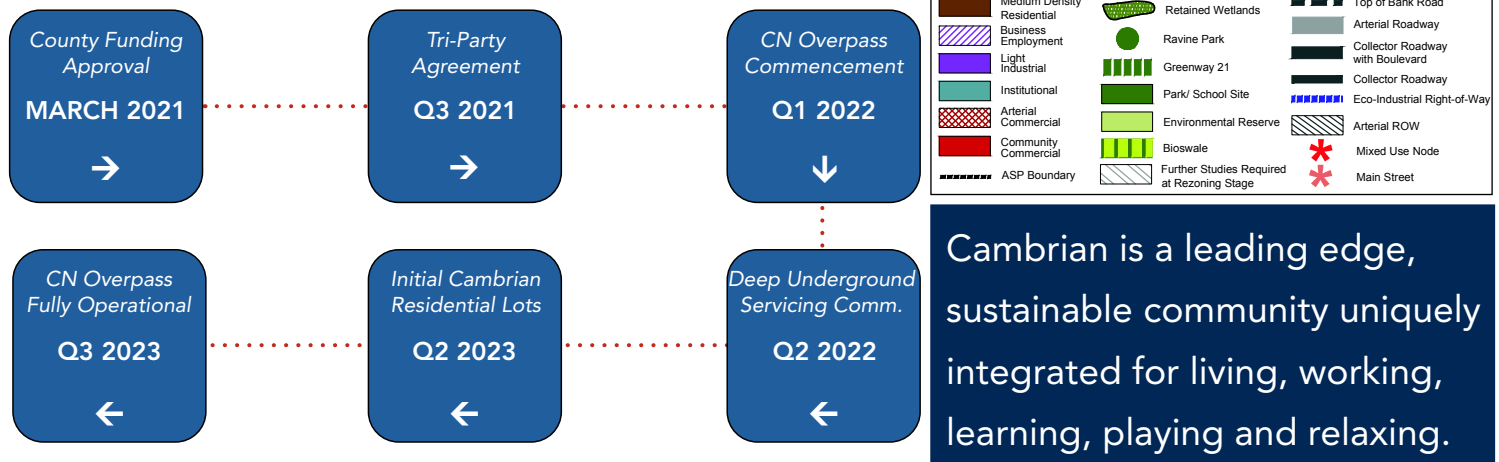 County Funding
Approval
MARCH 2021
Tri-Party
Agreement
Q3 2021
CN Overpass
Commencement
Q1 2022
Deep Underground
Servicing Comm.
Q2 2022
Initial Cambrian
Residential Lots
Q2 2023
CN Overpass
Fully Operational
Q3 2023
Medium Density
Residential
Business
Employment
Light
Industrial
Institutional
Arterial
Commercial
Community
Commercial
ASP Boundary
Retained Wetlands
Ravine Park
Greenway 21
Park/ School Site
Environmental Reserve
Bioswale
Further Studies Required
at Rezoning Stage
Top of Bank Road
Arterial Roadway
Collector Roadway
with Boulevard
Collector Roadway
Eco-Industrial Right-of-Way
Arterial ROW
Mixed Use Node
Main Street
Cambrian is a leading edge,
sustainable community uniquely
integrated for living, working,
learning, playing and relaxing.